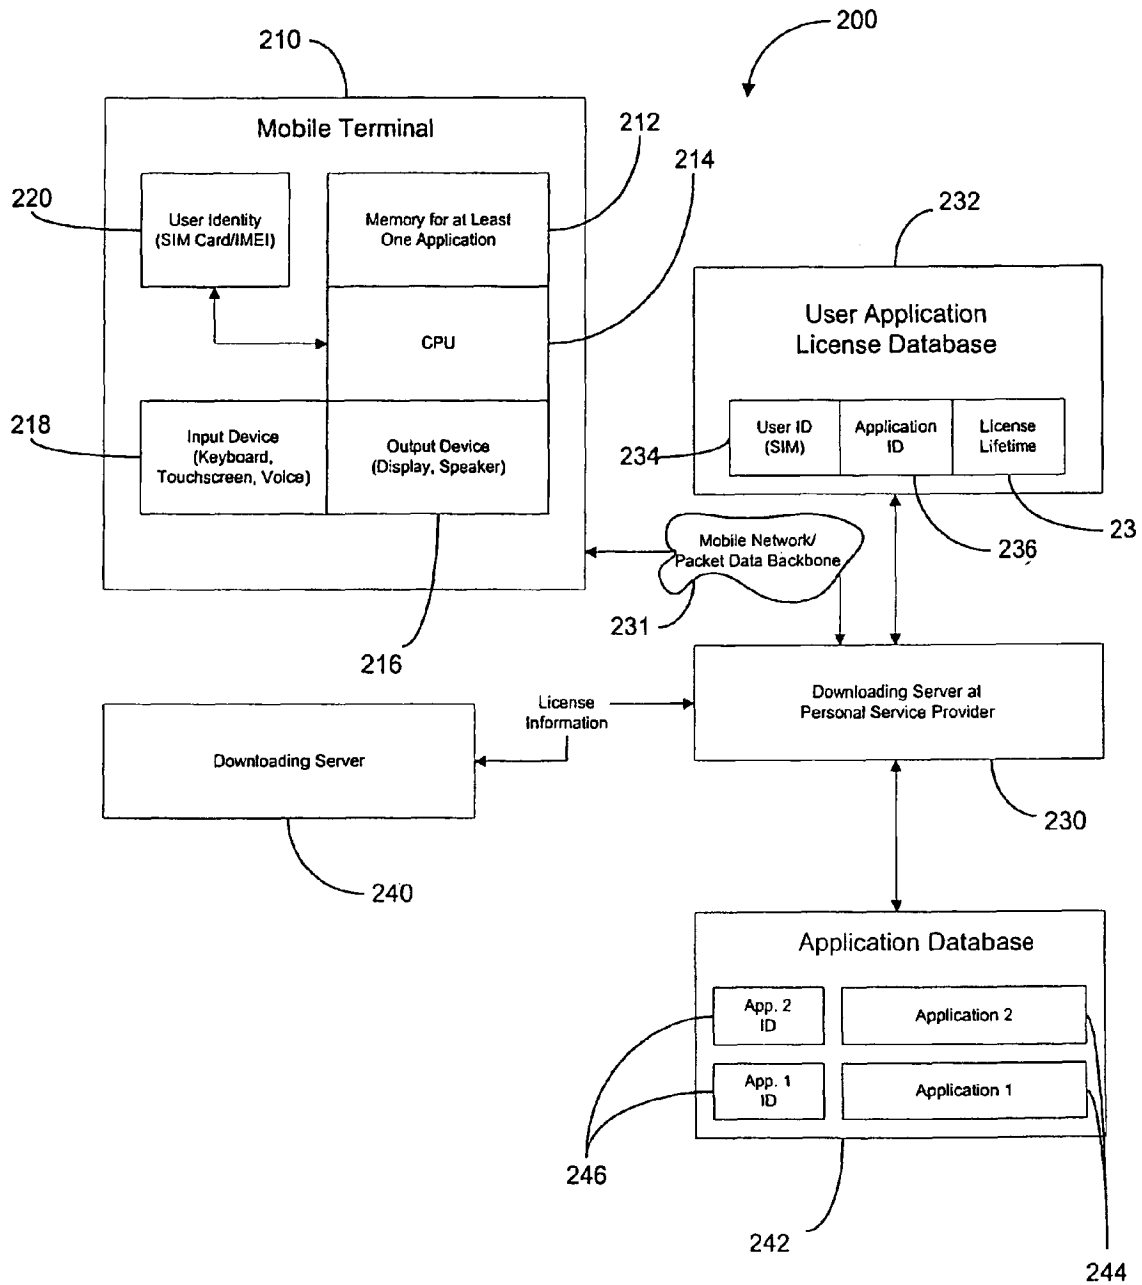 200
210
Mobile Terminal
212
214
220
User Identity
(SIM Card/IMEI)
Memory for at Least
One Application
232
CPU
User Application
License Database
218
Input Device
(Keyboard,
Touchscreen, Voice)
Output Device
(Display, Speaker)
234
User ID
(SIM)
Application
ID
License
Lifetime
236
23
Mobile Network/
Packet Data Backbone
231
216
License
Information
Downloading Server at
Personal Service Provider
Downloading Server
230
240
Application Database
App. 2
ID
Application 2
App. 1
ID
Application 1
246
242
244